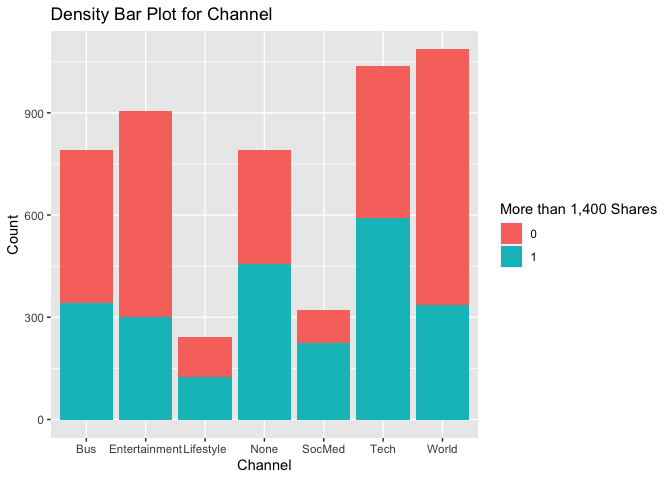 Density Bar Plot for Channel
Count
900
600
300
0
Bus Entertainment Lifestyle None SocMed Tech World
Channel
More than 1,400 Shares
0
1